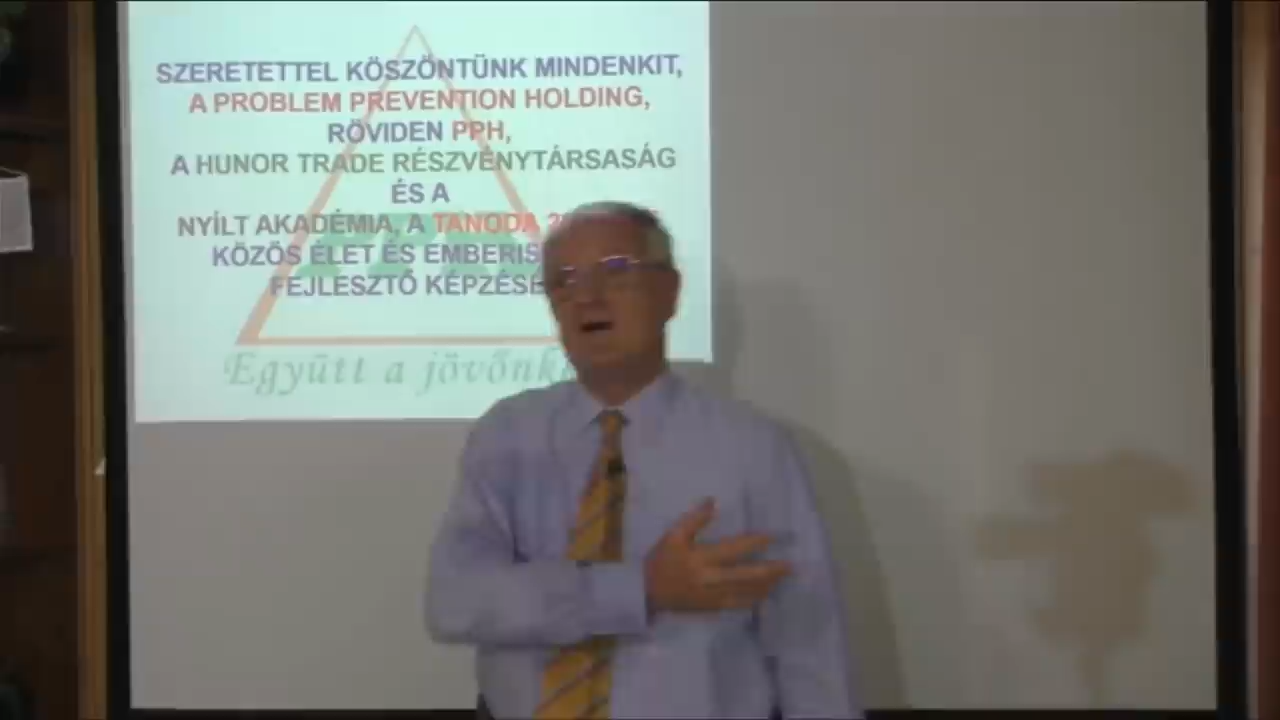 SZERETETTEL KÖSZÖNTÜNK MINDENKIT,
A PROBLEM PREVENTION HOLDING,
RÖVIDEN PPH,
A HUNOR TRADE RÉSZVÉNYTÁRSASÁG
ÉS A
NYÍLT AKADÉMIA, A TANODA
KÖZÖS ÉLET ÉS
FEJLESZTŐ
Együtt a